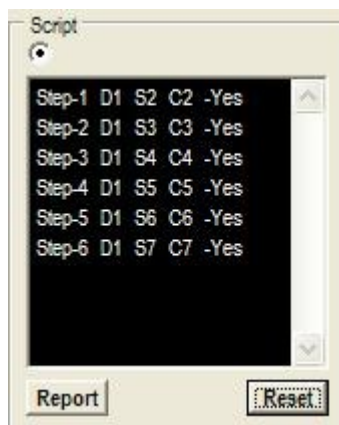 Script
Step-1 D1 S2 C2 -Yes
Step-2 D1 S3 C3 -Yes
Step-3 D1 S4 C4 -Yes
Step-4 D1 S5 C5 -Yes
Step-5 D1 S6 C6 -Yes
Step-6 D1 S7 C7 -Yes
Report Reset